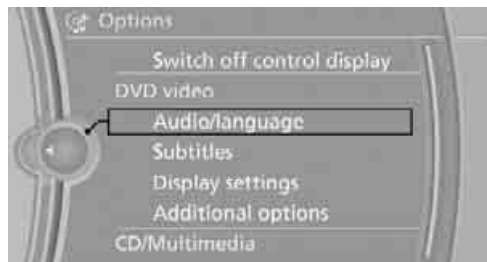 Options
Switch off control display
DVD video
Audio/language
Subtitles
Display settings
Additional options
CD/Multimedia